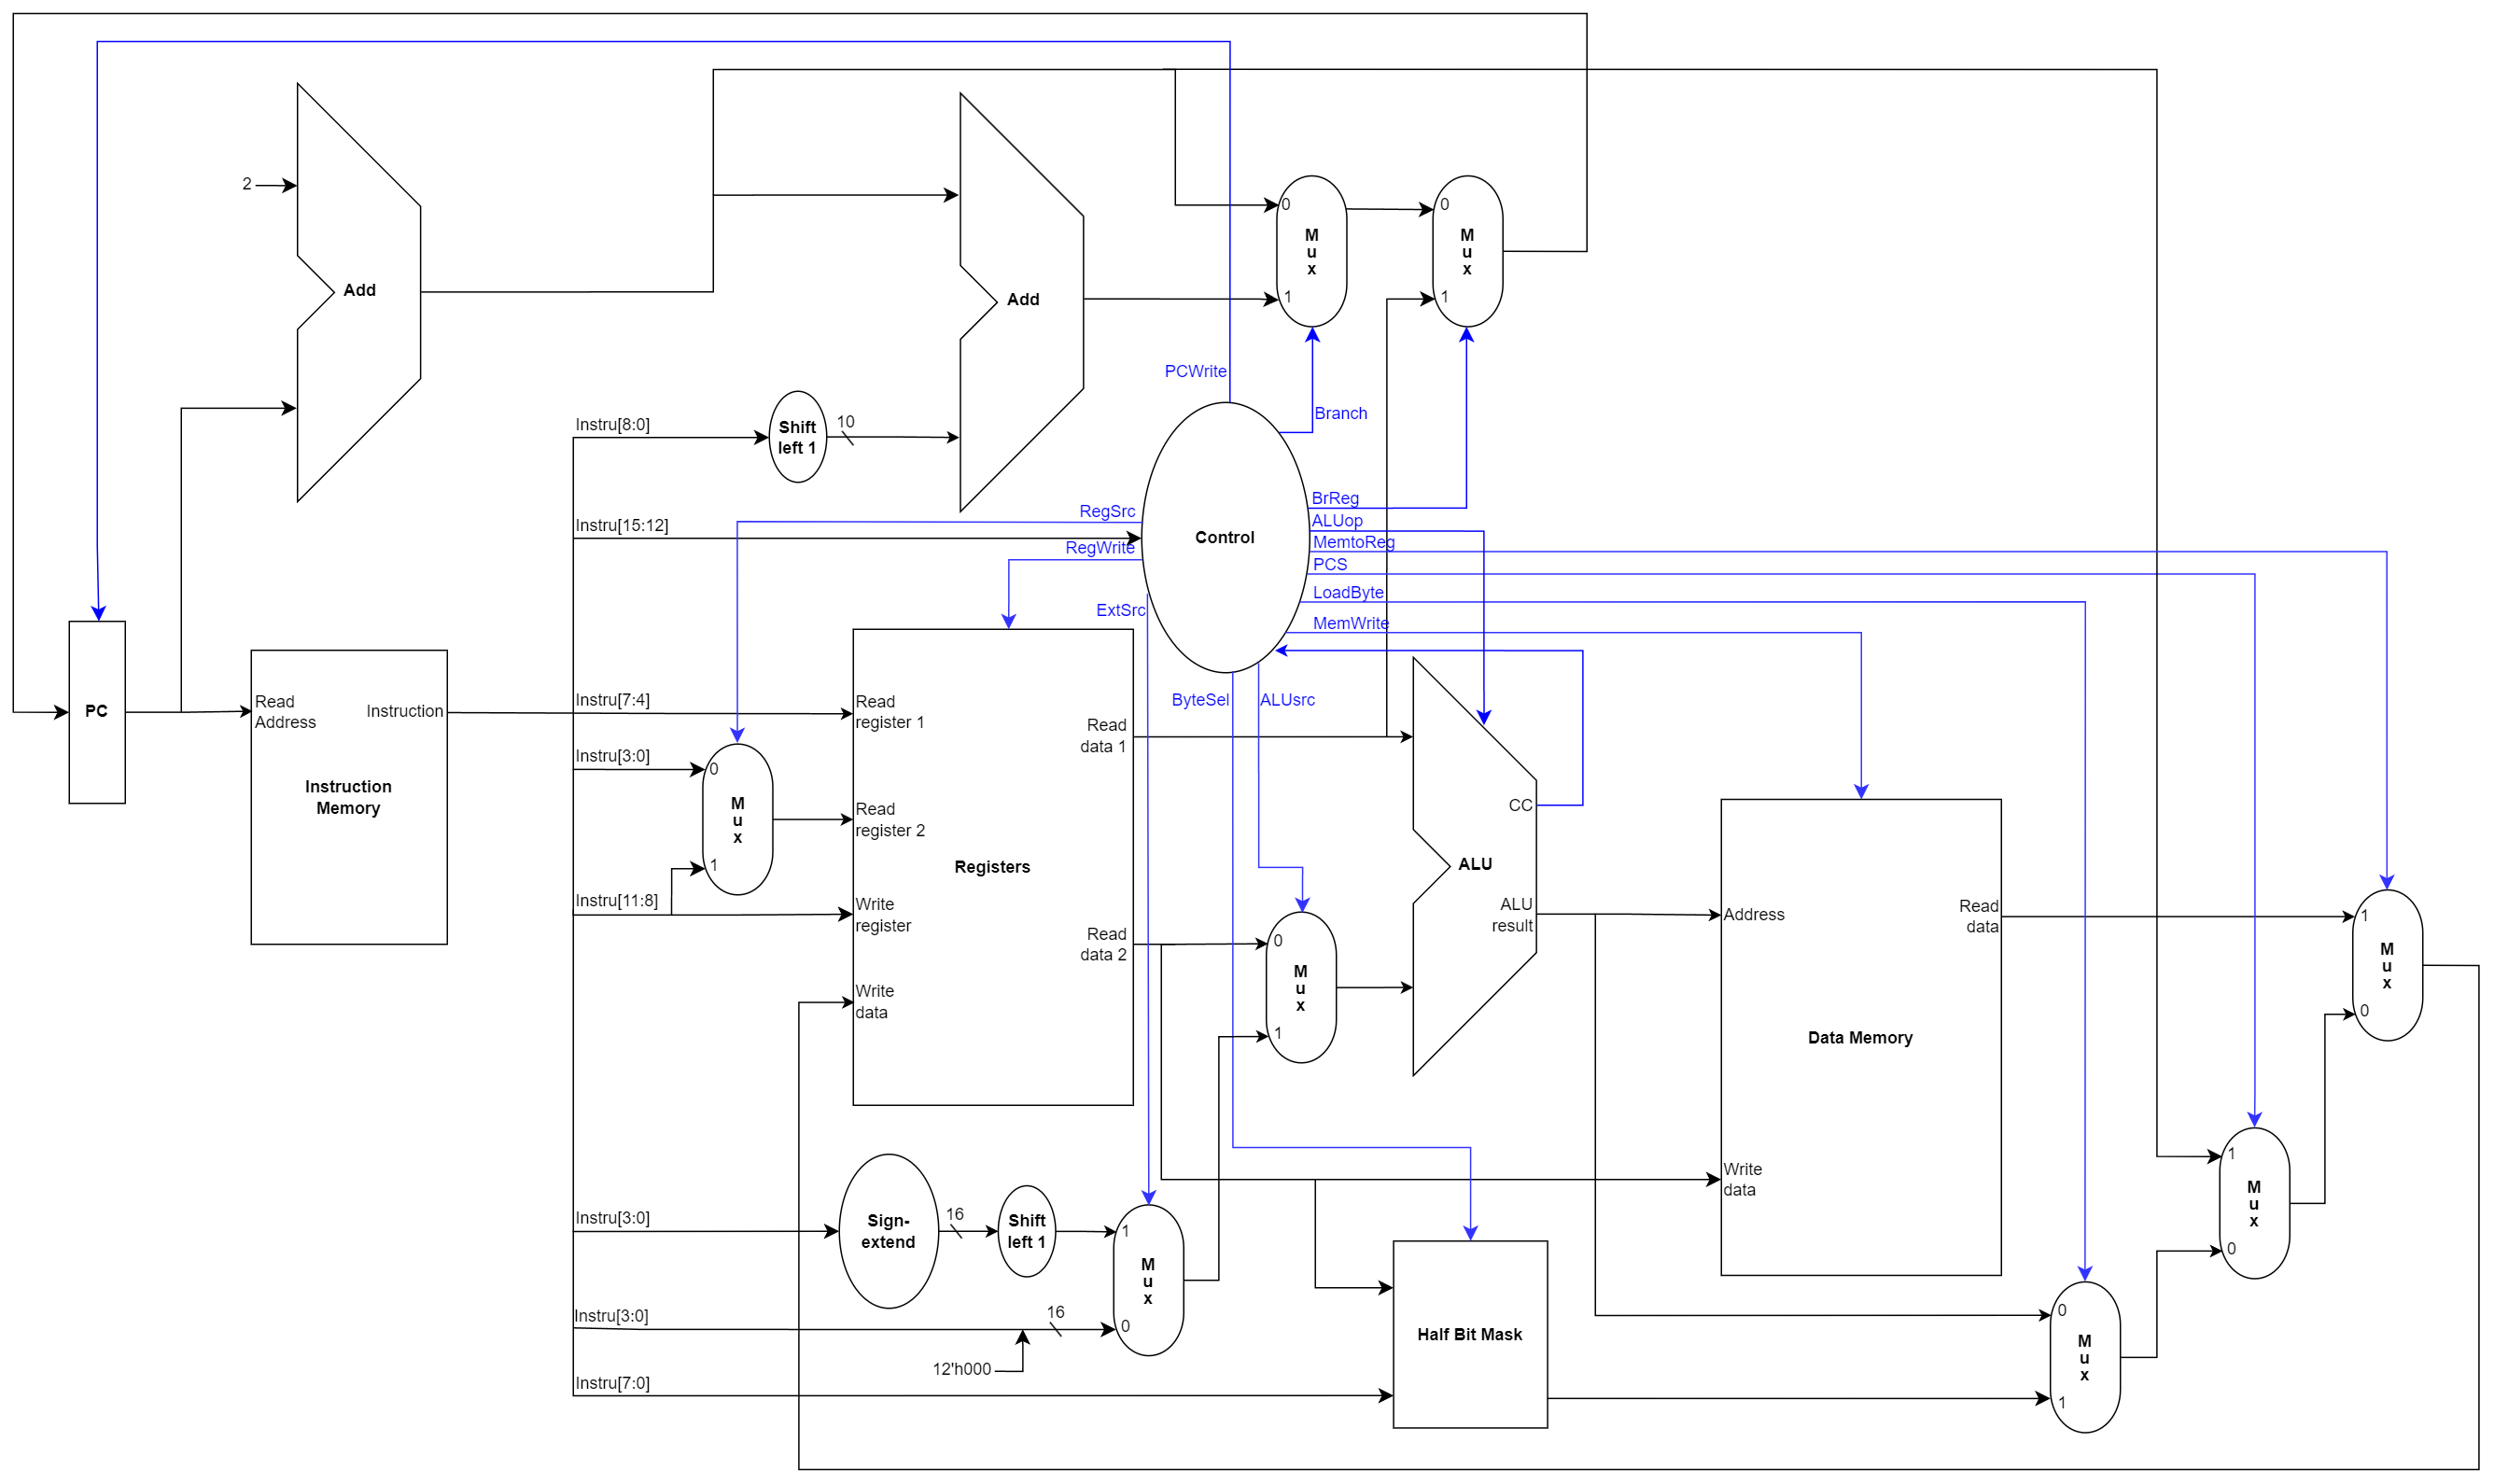 2
Add
Add
0
M
u
x
1
0
M
u
x
1
PCWrite
Branch
Instru[8:0]
Shift
left 1
10
Instru[15:12]
RegSrc
RegWrite
ExtSrc
Control
BrReg
ALUop
MemtoReg
PCS
LoadByte
MemWrite
ByteSel
ALUsrc
PC
Read
Address
Instruction
Instruction
Memory
Instru[7:4]
Instru[3:0]
0
M
u
x
1
Instru[11:8]
Read
register 1
Read
data 1
Read
register 2
Registers
Write
register
Read
data 2
Write
data
0
M
u
x
1
CC
ALU
ALU
result
Address
Read
data
Data Memory
Write
data
1
M
u
x
0
1
M
u
x
0
Instru[3:0]
Sign-
extend
16
Shift
left 1
1
M
u
x
0
Instru[3:0]
16
12'h000
Instru[7:0]
Half Bit Mask
0
M
u
x
1